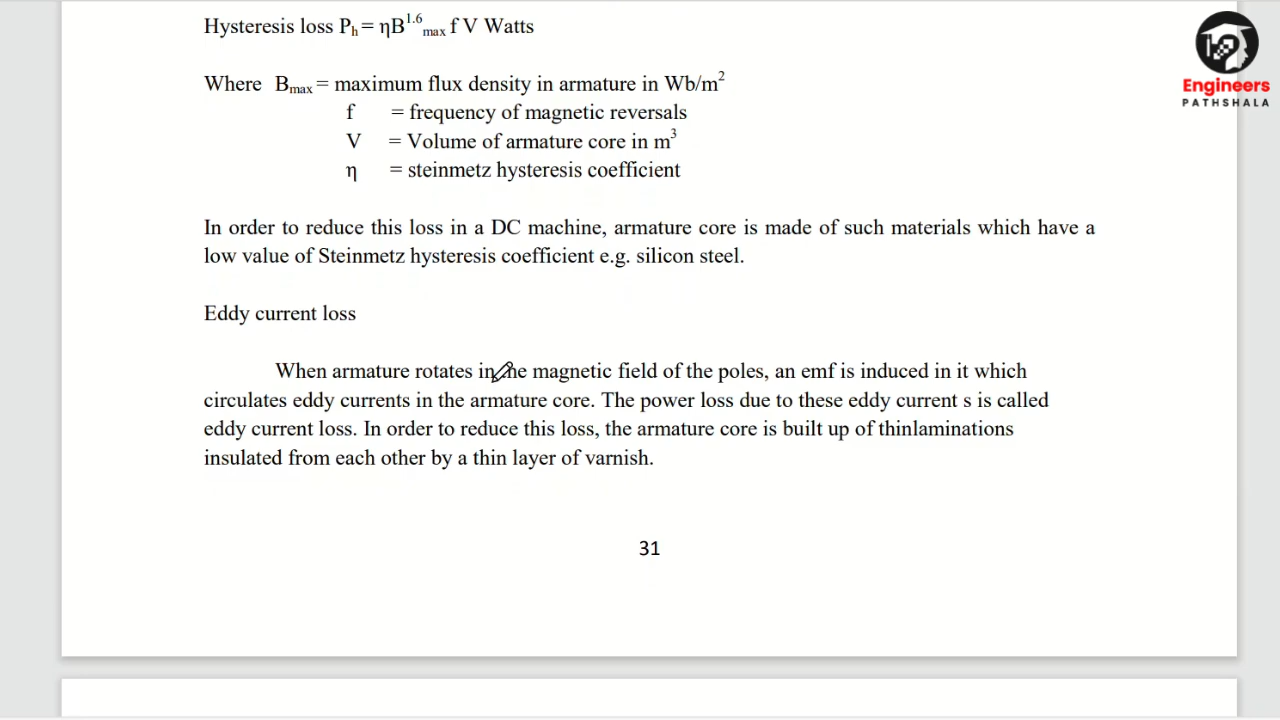 Hysteresis loss Pₕ = ηB¹·⁶max f V Watts
Engineers
PATHSHALA
Where Bmax = maximum flux density in armature in Wb/m²
f = frequency of magnetic reversals
V = Volume of armature core in m³
η = steinmetz hysteresis coefficient
In order to reduce this loss in a DC machine, armature core is made of such materials which have a
low value of Steinmetz hysteresis coefficient e.g. silicon steel.
Eddy current loss
When armature rotates in the magnetic field of the poles, an emf is induced in it which
circulates eddy currents in the armature core. The power loss due to these eddy current s is called
eddy current loss. In order to reduce this loss, the armature core is built up of thinlaminations
insulated from each other by a thin layer of varnish.
31